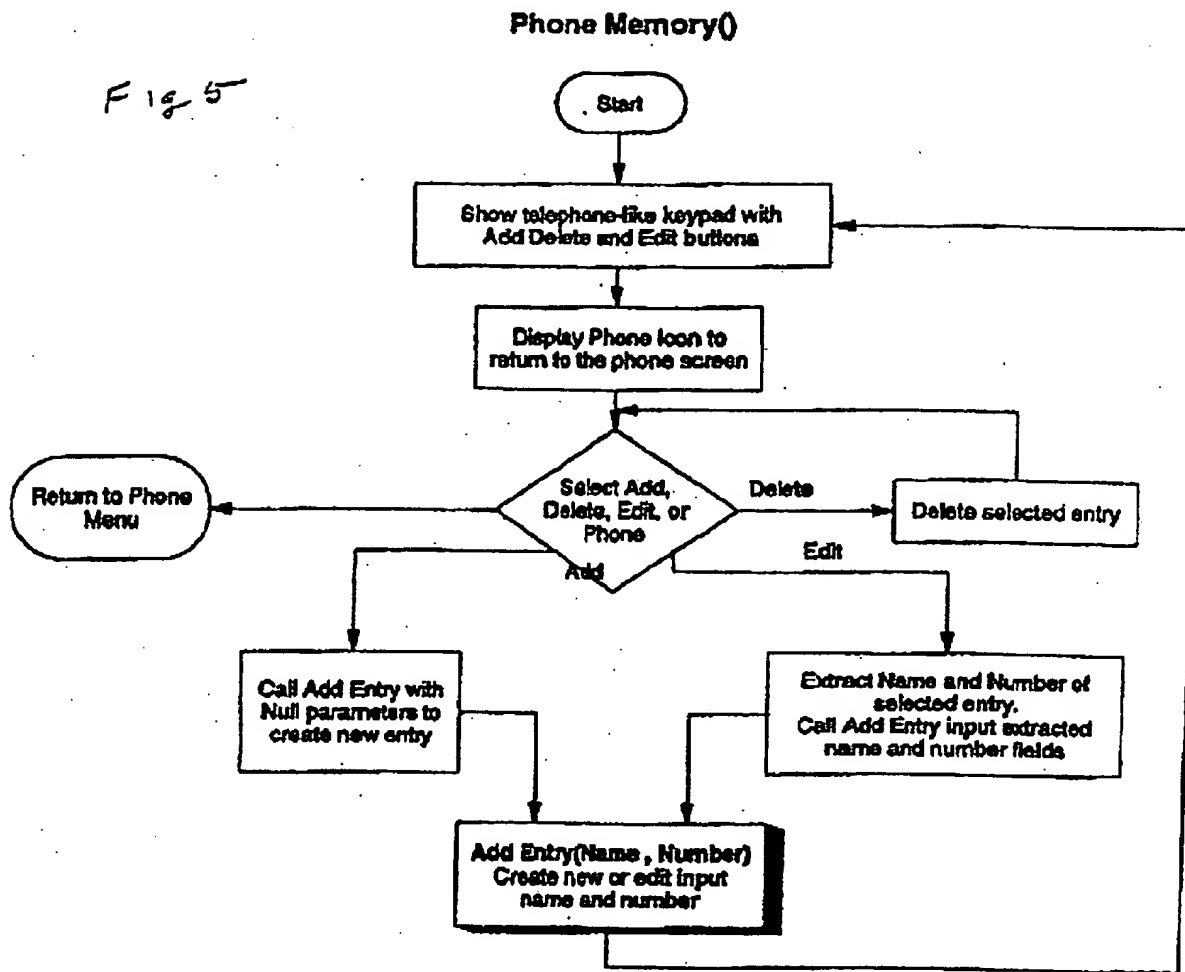 Phone Memory()
Fig 5
Start
Show telephone-like keypad with
Add Delete and Edit buttons
Display Phone Icon to
return to the phone screen
Select Add,
Delete, Edit, or
Phone
Return to Phone
Menu
Delete
Delete selected entry
Add
Edit
Call Add Entry with
Null parameters to
create new entry
Extract Name and Number of
selected entry.
Call Add Entry input extracted
name and number fields
Add Entry(Name , Number)
Create new or edit input
name and number